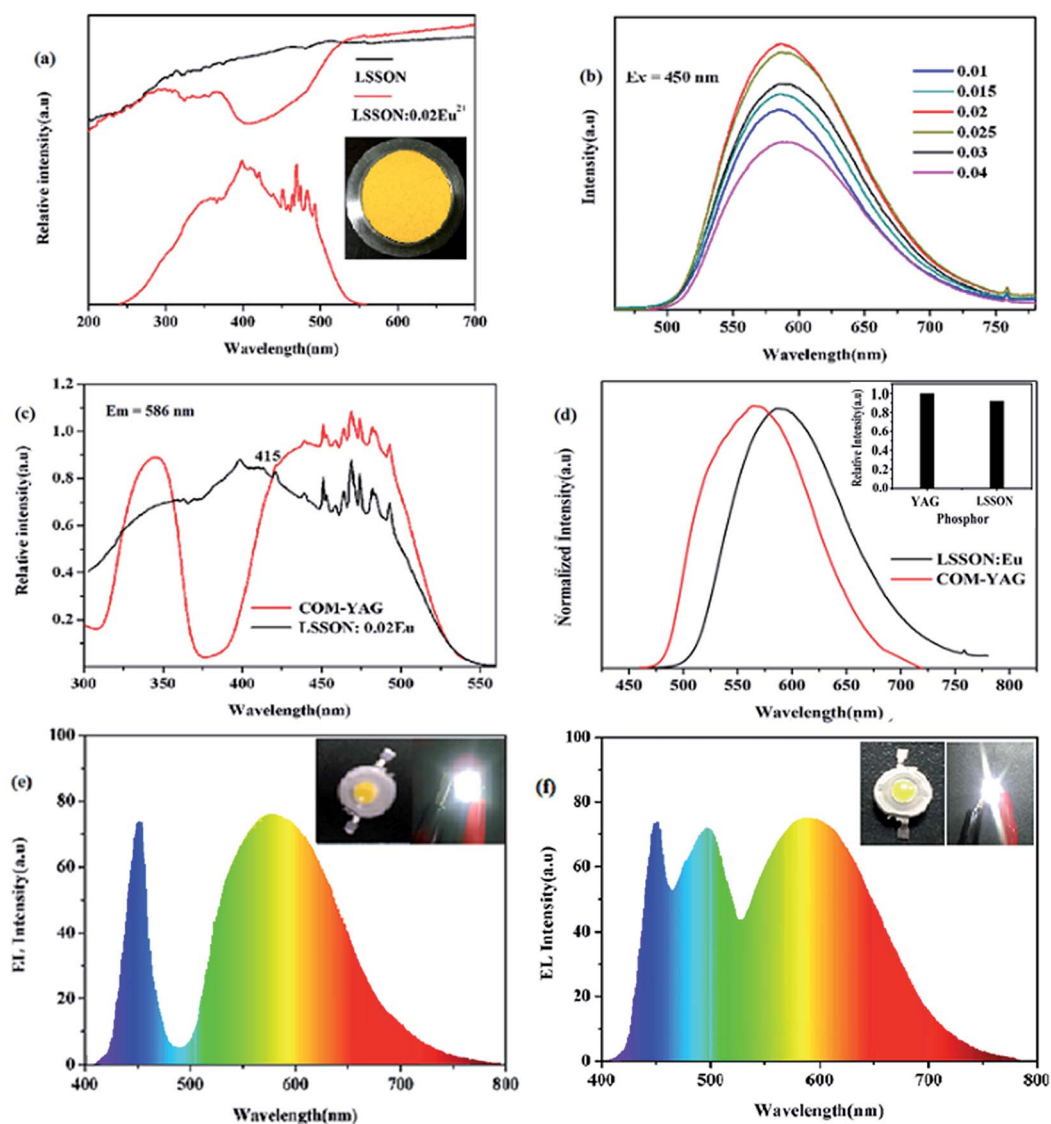 (a)
LSSON
LSSON:0.02Eu2+
Relative intensity(a.u)
200 300 400 500 600 700
Wavelength(nm)
(b)
Ex = 450 nm
0.01
0.015
0.02
0.025
0.03
0.04
Intensity(a.u)
500 550 600 650 700 750
Wavelength(nm)
(c)
Em = 586 nm
415
1.2
1.0
0.8
0.6
0.4
0.2
Relative intensity(a.u)
COM-YAG
LSSON: 0.02Eu
300 350 400 450 500 550
Wavelength(nm)
(d)
Relative Intensity(a.u)
1.0
0.8
0.6
0.4
0.2
0.0
YAG LSSON
Phosphor
LSSON:Eu
COM-YAG
Normalized Intensity(a.u)
425 450 500 550 600 650 700 750 800
Wavelength(nm)
(e)
100
80
60
40
20
0
EL Intensity(a.u)
400 500 600 700 800
Wavelength(nm)
(f)
100
80
60
40
20
0
EL Intensity(a.u)
400 500 600 700 800
Wavelength(nm)